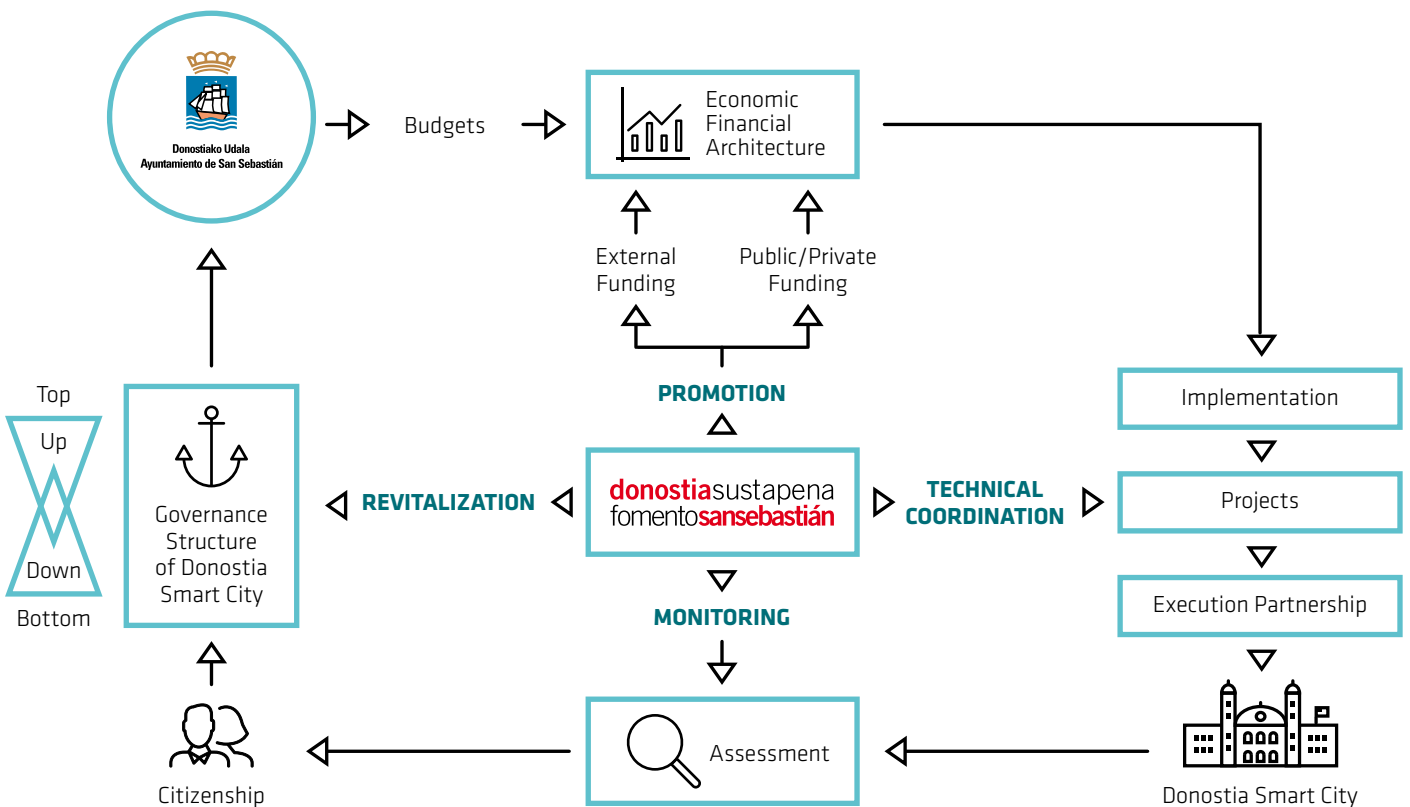 Donostiako Udala
Ayuntamiento de San Sebastián
Budgets
Economic
Financial
Architecture
External
Funding
Public/Private
Funding
PROMOTION
Top
Up
Down
Bottom
Governance
Structure
of Donostia
Smart City
REVITALIZATION
donostiasustapena
fomentosansebastián
TECHNICAL
COORDINATION
Implementation
Projects
Execution Partnership
MONITORING
Citizenship
Assessment
Donostia Smart City